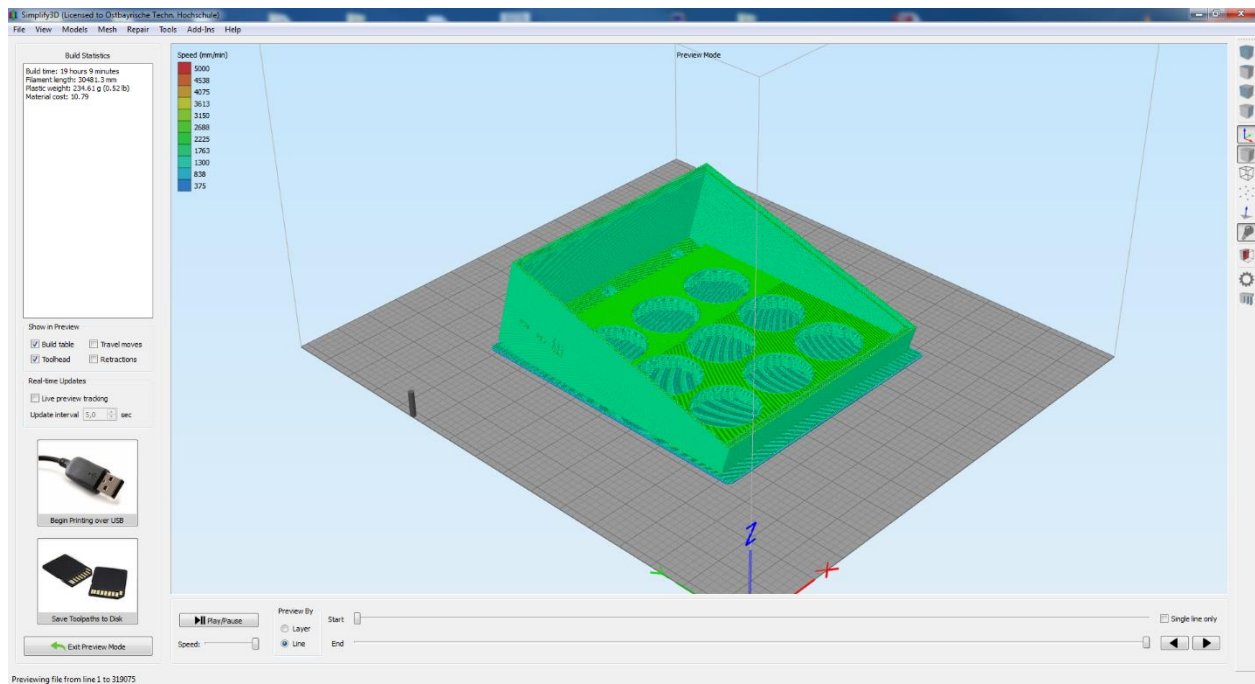 Simplify3D (Licensed to Ostbayrische Techn. Hochschule)
File View Models Mesh Repair Tools Add-Ins Help
Build Statistics
Build time: 19 hours 9 minutes
Filament length: 30481.3 mm
Plastic weight: 234.61 g (0.52 lb)
Material cost: 10.79
Show in Preview
Build table
Travel moves
Toolhead
Retractions
Real-time Updates
Live preview tracking
Update interval 5,0 sec
Begin Printing over USB
Save Toolpaths to Disk
Exit Preview Mode
Speed (mm/min)
5000
4538
4075
3613
3150
2688
2225
1763
1300
838
375
Preview Mode
Z
Play/Pause
Speed:
Preview By
Layer
Line
Start
End
Single line only
Previewing file from line 1 to 319075